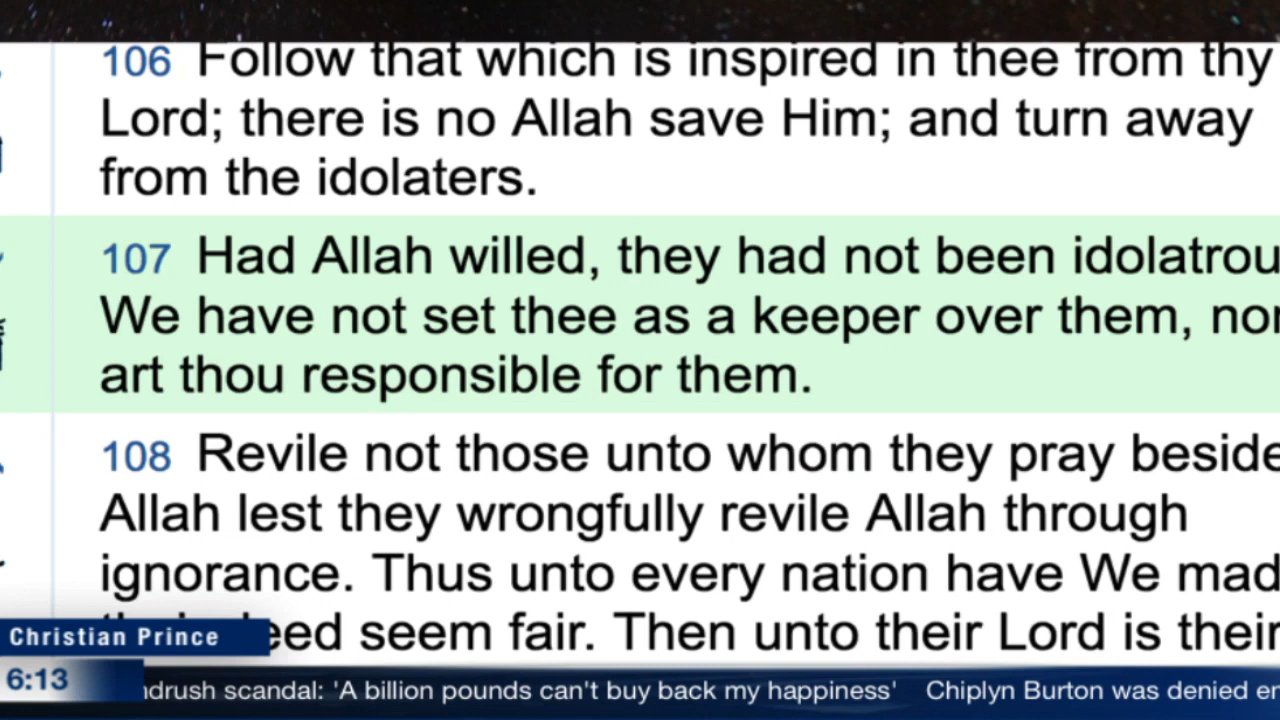 106 Follow that which is inspired in thee from thy
Lord; there is no Allah save Him; and turn away
from the idolaters.
107 Had Allah willed, they had not been idolatrou
We have not set thee as a keeper over them, nor
art thou responsible for them.
108 Revile not those unto whom they pray beside
Allah lest they wrongfully revile Allah through
ignorance. Thus unto every nation have We mad
seem fair. Then unto their Lord is their
Christian Prince
6:13
ndrush scandal: 'A billion pounds can't buy back my happiness' Chiplyn Burton was denied en